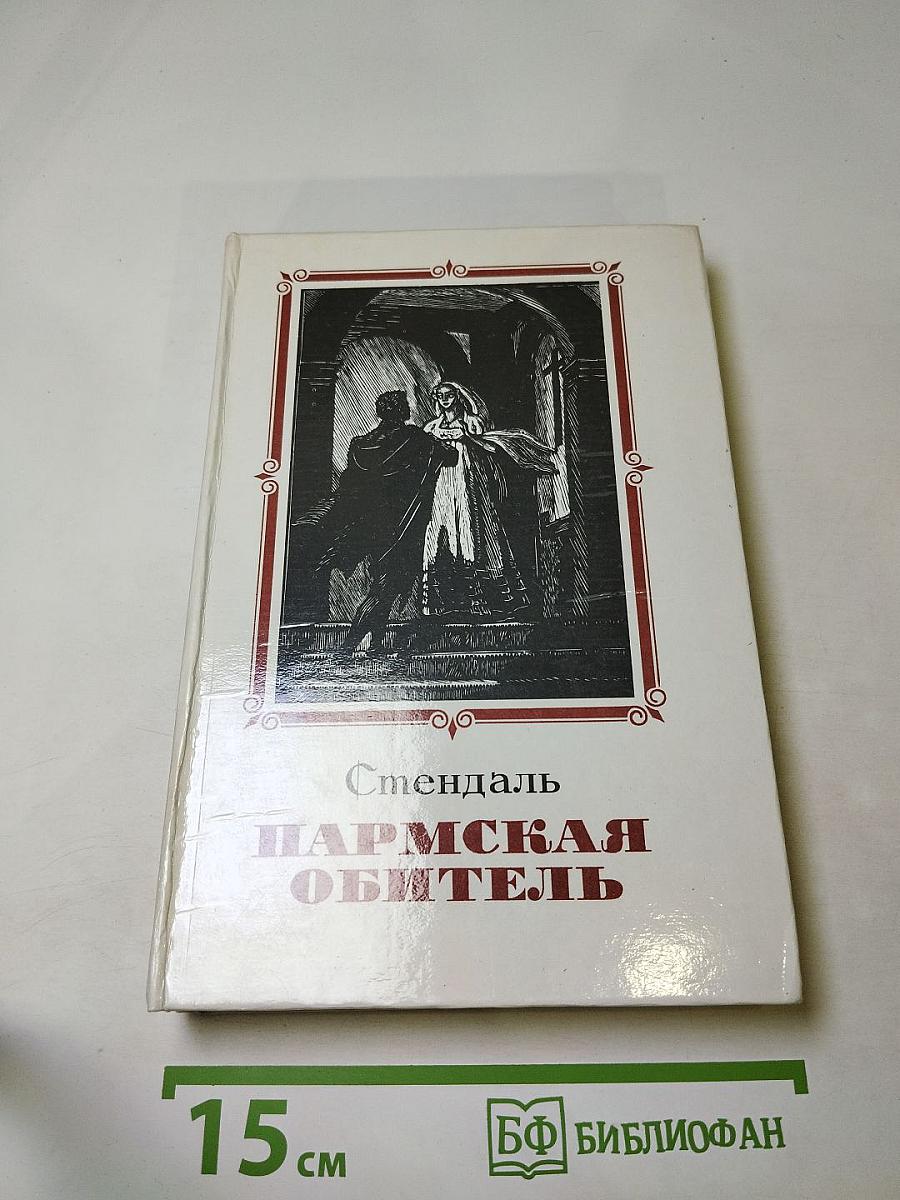 Стендаль
ПАРМСКАЯ
ОБИТЕЛЬ
15 см
БФ БИБЛИОФАН